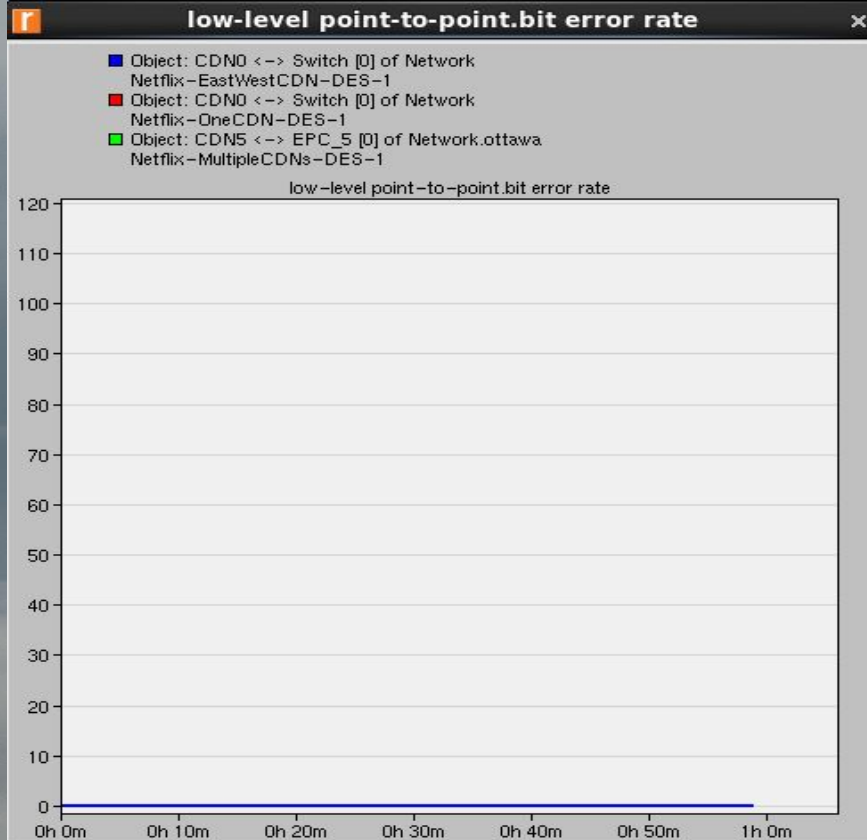 r low-level point-to-point.bit error rate ×
Object: CDN0 <-> Switch [0] of Network
Netflix-EastWestCDN-DES-1
Object: CDN0 <-> Switch [0] of Network
Netflix-OneCDN-DES-1
Object: CDN5 <-> EPC_5 [0] of Network.ottawa
Netflix-MultipleCDNs-DES-1
low-level point-to-point.bit error rate
120
110
100
90
80
70
60
50
40
30
20
10
0
0h 0m 0h 10m 0h 20m 0h 30m 0h 40m 0h 50m 1h 0m